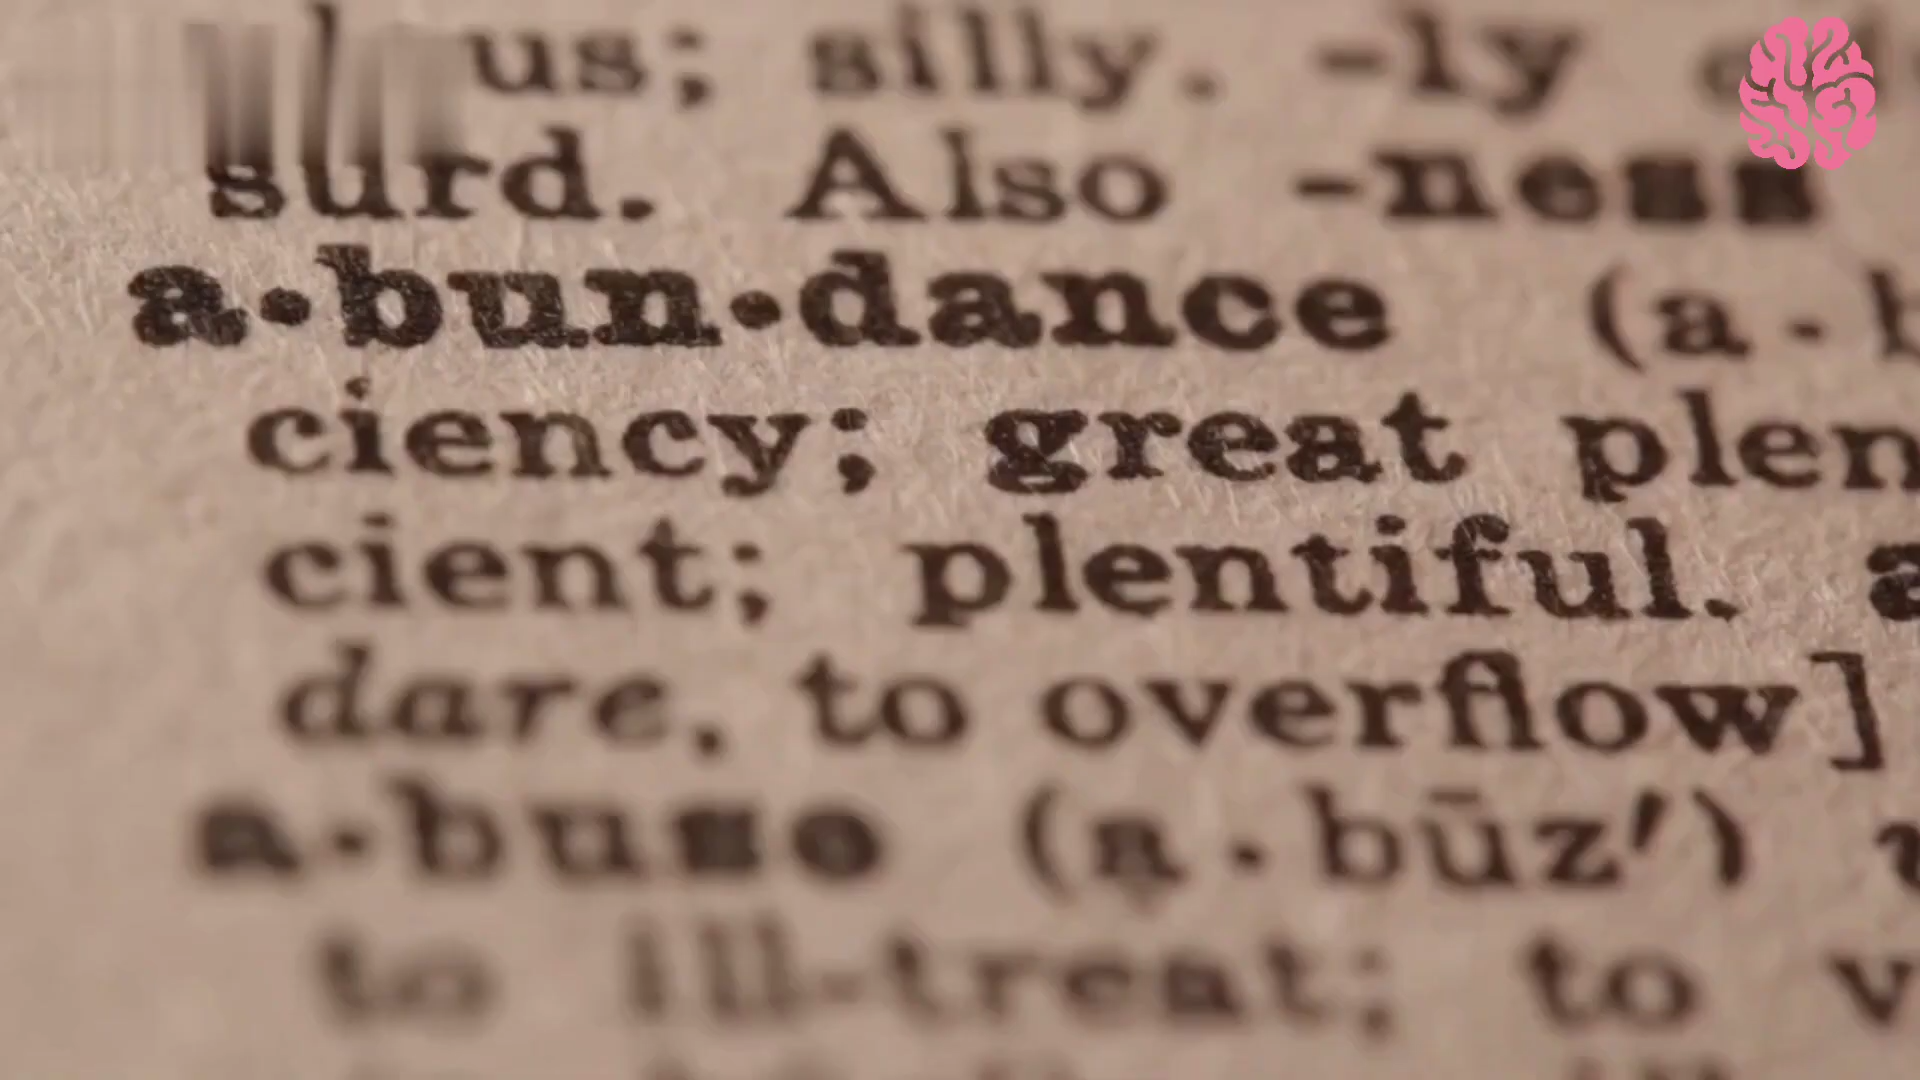 us; silly. -ly
surd. Also -ness
a·bun·dance (a·b
ciency; great plen
cient; plentiful. a
dare, to overflow]
a·buse (a·būz′) v
to ill-treat; to v